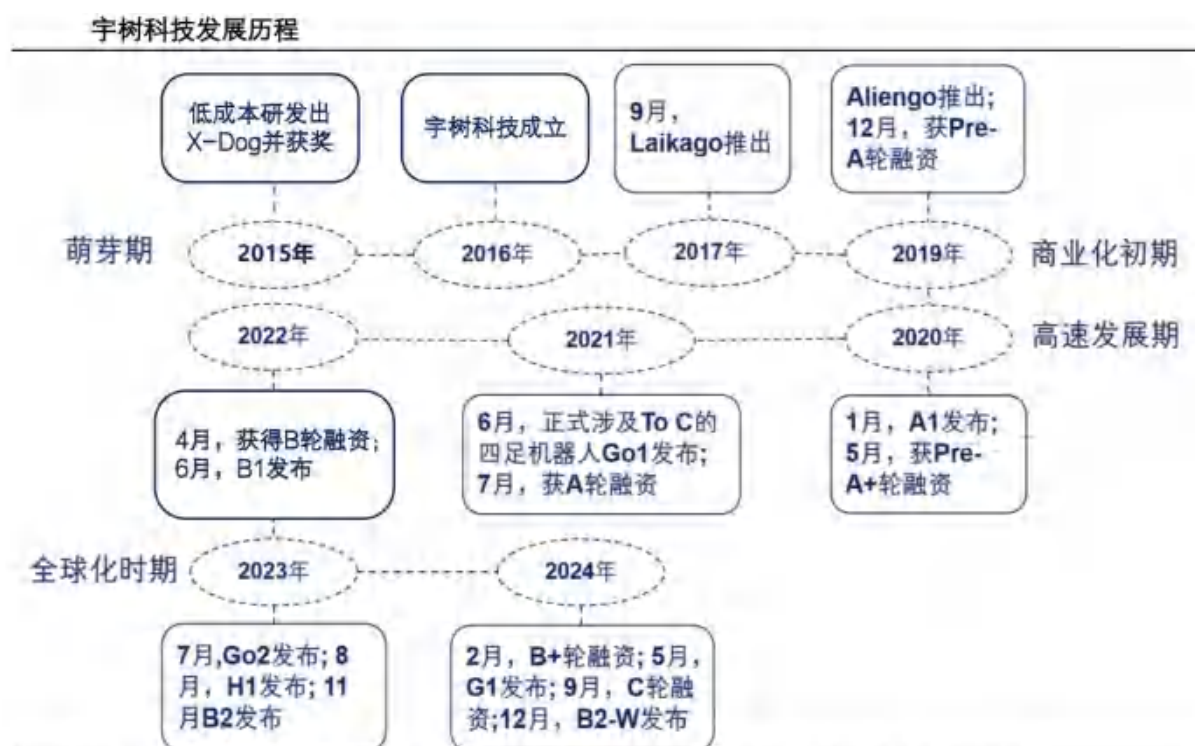 宇树科技发展历程
低成本研发出
X-Dog并获奖
宇树科技成立
9月，
Laikago推出
Aliengo推出;
12月，获Pre-
A轮融资
萌芽期
2015年
2016年
2017年
2019年
商业化初期
2022年
2021年
2020年
高速发展期
4月，获得B轮融资;
6月，B1发布
6月，正式涉及To C的
四足机器人Go1发布;
7月，获A轮融资
1月，A1发布;
5月，获Pre-
A+轮融资
全球化时期
2023年
2024年
7月,Go2发布; 8
月，H1发布; 11
月B2发布
2月，B+轮融资; 5月，
G1发布; 9月，C轮融
资;12月，B2-W发布